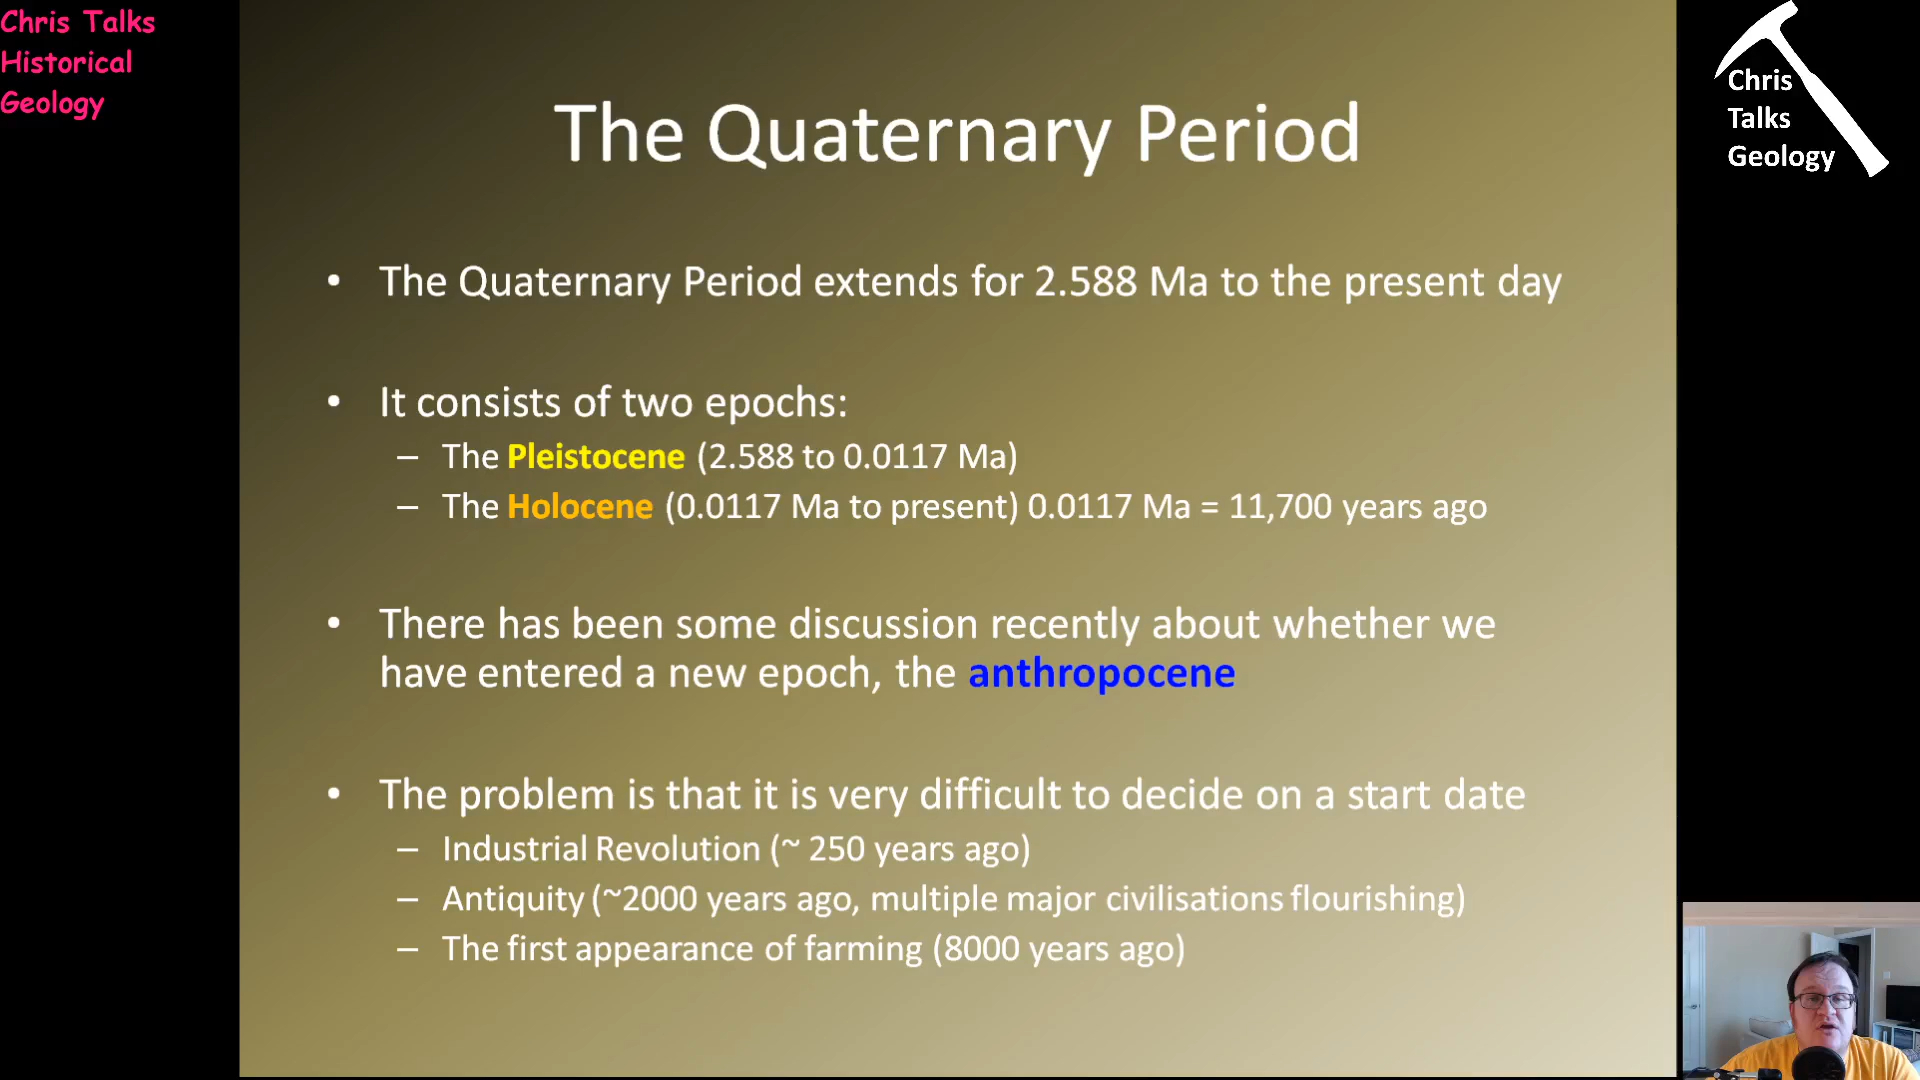 Chris Talks
Historical
Geology
Chris
Talks
Geology
The Quaternary Period
• The Quaternary Period extends for 2.588 Ma to the present day
• It consists of two epochs:
– The Pleistocene (2.588 to 0.0117 Ma)
– The Holocene (0.0117 Ma to present) 0.0117 Ma = 11,700 years ago
• There has been some discussion recently about whether we
have entered a new epoch, the anthropocene
• The problem is that it is very difficult to decide on a start date
– Industrial Revolution (~ 250 years ago)
– Antiquity (~2000 years ago, multiple major civilisations flourishing)
– The first appearance of farming (8000 years ago)